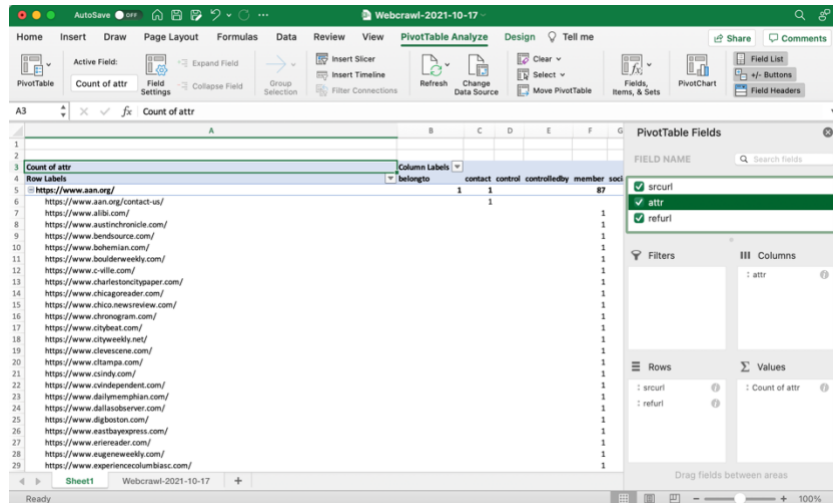 AutoSave OFF Webcrawl-2021-10-17
Home Insert Draw Page Layout Formulas Data Review View PivotTable Analyze Design Tell me Share Comments
PivotTable
Active Field:
Count of attr
Field Settings
Expand Field
Collapse Field
Group Selection
Insert Slicer
Insert Timeline
Filter Connections
Refresh
Change Data Source
Clear
Select
Move PivotTable
Fields, Items, & Sets
PivotChart
Field List
+/- Buttons
Field Headers
A3 fx Count of attr
A B C D E F G
1
2
3 Count of attr Column Labels
4 Row Labels belongto contact control controlledby member soci
5 https://www.aan.org/ 1 1 87
6 https://www.aan.org/contact-us/ 1
7 https://www.alibi.com/ 1
8 https://www.austinchronicle.com/ 1
9 https://www.bendsource.com/ 1
10 https://www.bohemian.com/ 1
11 https://www.boulderweekly.com/ 1
12 https://www.c-ville.com/ 1
13 https://www.charlestoncitypaper.com/ 1
14 https://www.chicagoreader.com/ 1
15 https://www.chico.newsreview.com/ 1
16 https://www.chronogram.com/ 1
17 https://www.citybeat.com/ 1
18 https://www.cityweekly.net/ 1
19 https://www.clevescene.com/ 1
20 https://www.cltampa.com/ 1
21 https://www.csindy.com/ 1
22 https://www.cvindependent.com/ 1
23 https://www.dailymemphian.com/ 1
24 https://www.dallasobserver.com/ 1
25 https://www.digboston.com/ 1
26 https://www.eastbayexpress.com/ 1
27 https://www.eriereader.com/ 1
28 https://www.eugeneweekly.com/ 1
29 https://www.experiencecolumbiasc.com/ 1
PivotTable Fields
FIELD NAME Search fields
srcurl
attr
refurl
Filters
Columns
attr
Rows
srcurl
refurl
Values
Count of attr
Drag fields between areas
Sheet1 Webcrawl-2021-10-17 +
Ready 100%